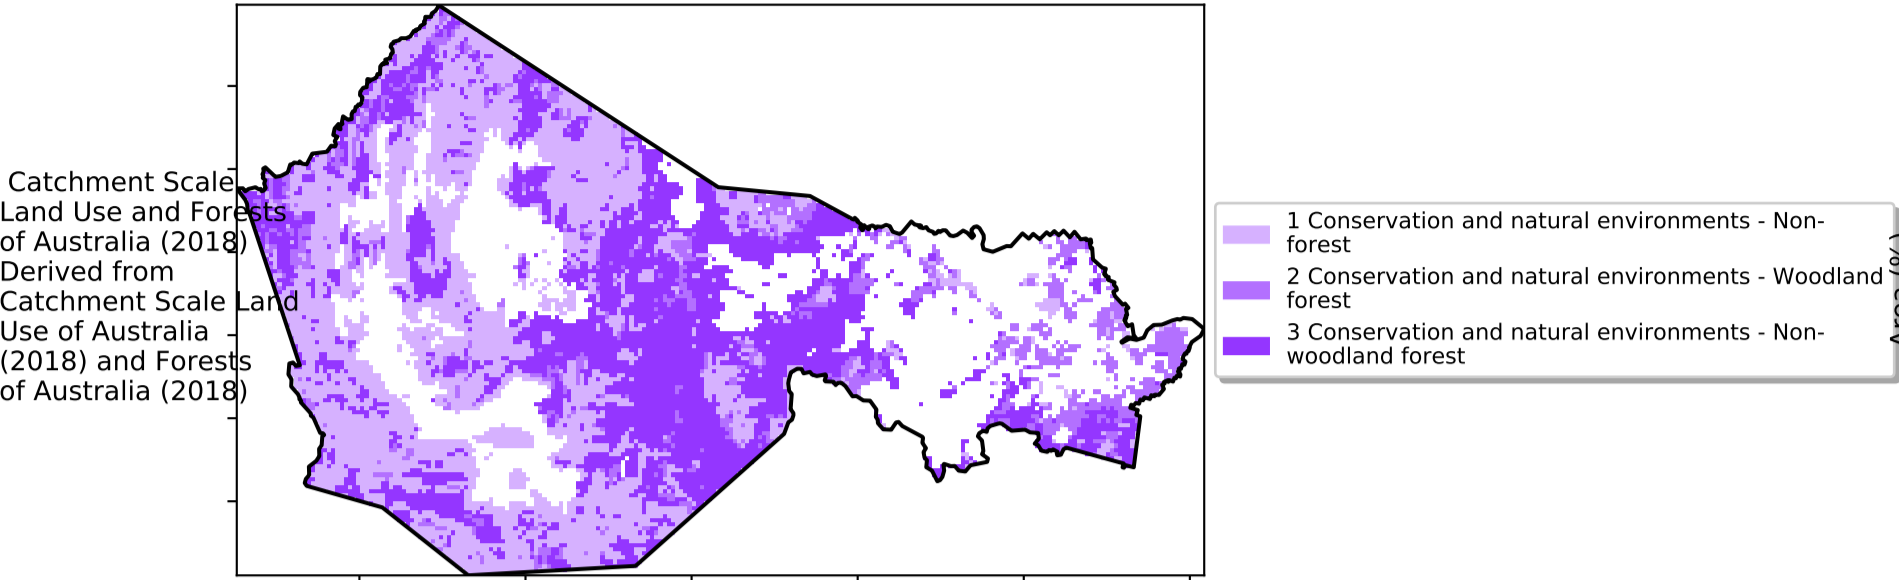 Catchment Scale
Land Use and Forests
of Australia (2018)
Derived from
Catchment Scale Land
Use of Australia
(2018) and Forests
of Australia (2018)
1 Conservation and natural environments - Non-
forest
2 Conservation and natural environments - Woodland
forest
3 Conservation and natural environments - Non-
woodland forest